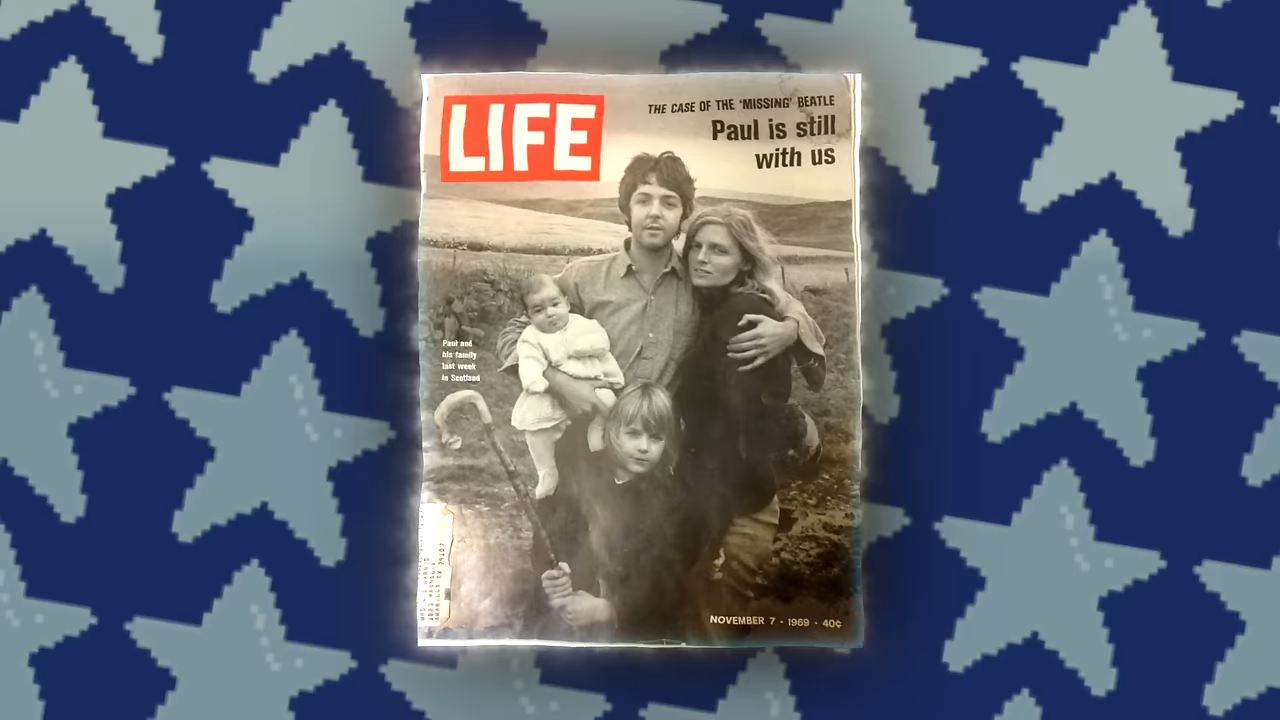 LIFE
THE CASE OF THE 'MISSING' BEATLE
Paul is still
with us
Paul and
his family
last week
in Scotland
NOVEMBER 7 · 1969 · 40¢